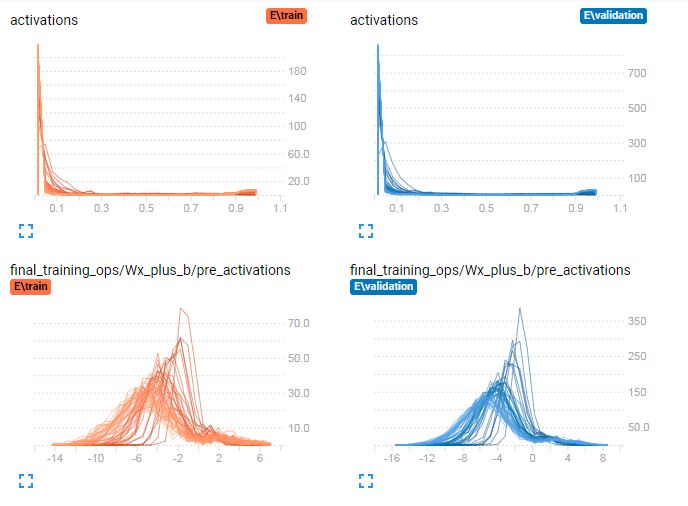 activations
E\train
180
140
100
60.0
20.0
0.1 0.3 0.5 0.7 0.9 1.1
activations
E\validation
700
500
300
100
0.1 0.3 0.5 0.7 0.9 1.1
final_training_ops/Wx_plus_b/pre_activations
E\train
70.0
50.0
30.0
10.0
-14 -10 -6 -2 2 6
final_training_ops/Wx_plus_b/pre_activations
E\validation
350
250
150
50.0
-16 -12 -8 -4 0 4 8